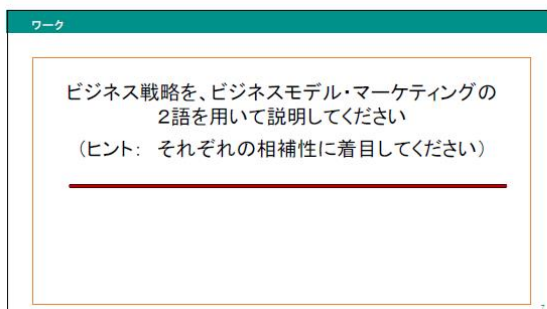 ワーク
ビジネス戦略を、ビジネスモデル・マーケティングの
2語を用いて説明してください
（ヒント： それぞれの相補性に着目してください）